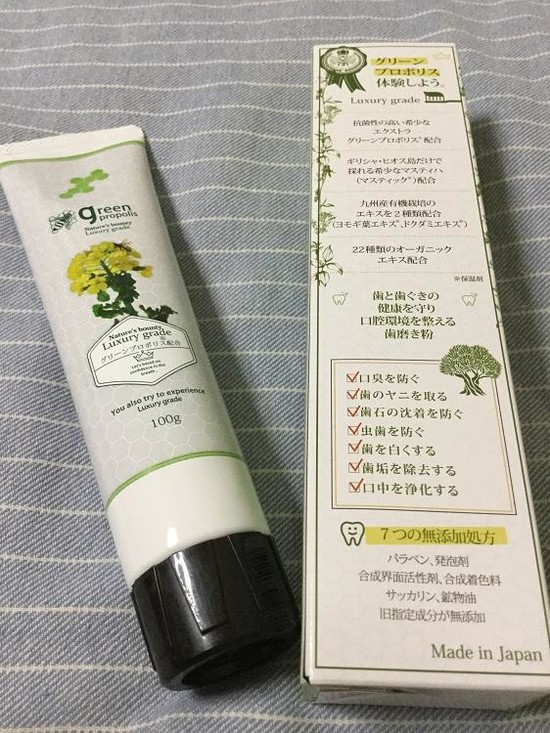 green
propolis
Nature's bounty
Luxury grade
Nature's bounty
Luxury grade※
グリーンプロポリス配合
Let's based on
confidence in the
breath...
You also try to experience
Luxury grade
100g
グリーン
プロポリス
体験しよう。
Luxury grade
抗菌性の高い希少な
エクストラ
グリーンプロポリス※配合
ギリシャ・ヒオス島だけで
採れる希少なマスティハ
(マスティック※)配合
九州産有機栽培の
エキスを2種類配合
(ヨモギ葉エキス※、ドクダミエキス※)
22種類のオーガニック
エキス配合
※保湿剤
歯と歯ぐきの
健康を守り
口腔環境を整える
歯磨き粉
口臭を防ぐ
歯のヤニを取る
歯石の沈着を防ぐ
虫歯を防ぐ
歯を白くする
歯垢を除去する
口中を浄化する
7つの無添加処方
パラベン、発泡剤
合成界面活性剤、合成着色料
サッカリン、鉱物油
旧指定成分が無添加
Made in Japan